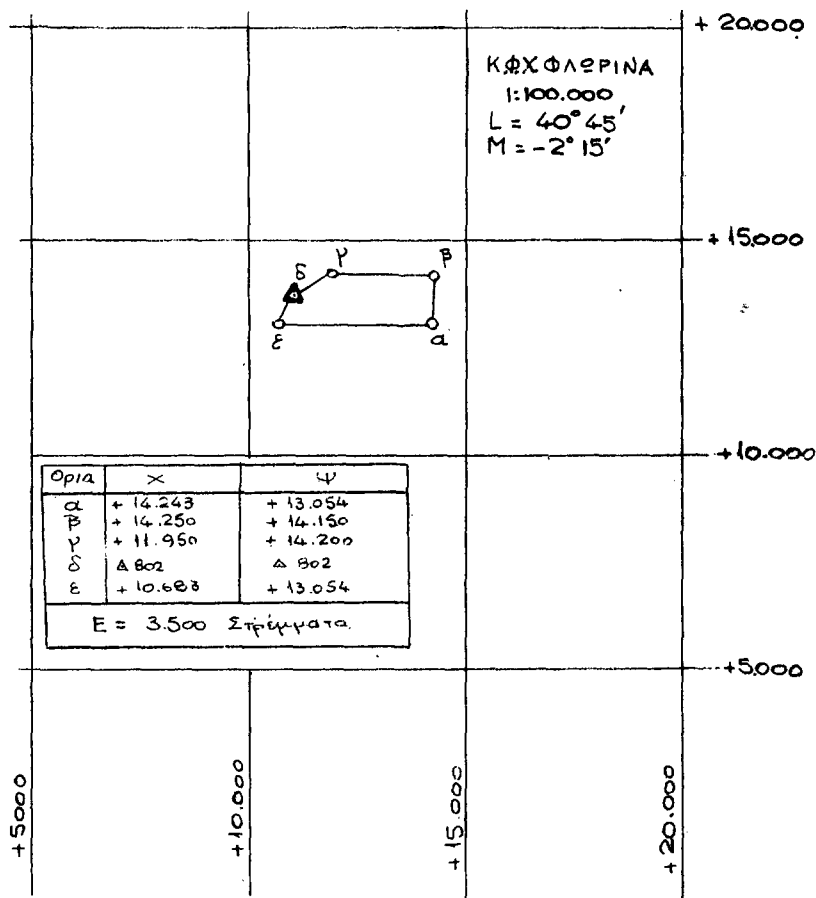 + 20.000
Κ.Φ.Χ ΦΛΩΡΙΝΑ
1:100.000
L = 40° 45′
Μ = -2° 15′
+ 15.000
γ
β
δ
ε
α
+10.000
Ορια Χ Ψ
α + 14.243 + 13.054
β + 14.250 + 14.150
γ + 11.950 + 14.200
δ Δ 802 Δ 802
ε + 10.683 + 13.054
Ε = 3.500 Στρέμματα.
+5.000
+5000
+10.000
+15.000
+20.000